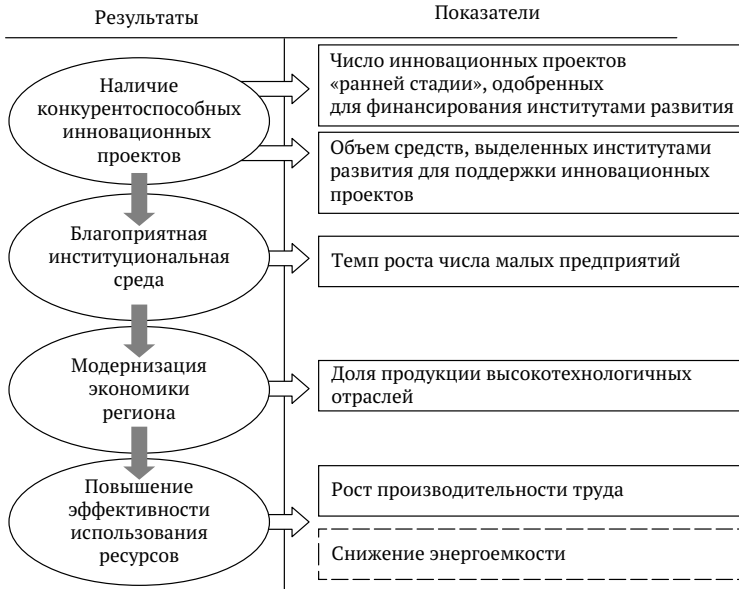 Результаты
Показатели
Наличие
конкурентоспособных
инновационных
проектов
Число инновационных проектов
«ранней стадии», одобренных
для финансирования институтами развития
Объем средств, выделенных институтами
развития для поддержки инновационных
проектов
Благоприятная
институциональная
среда
Темп роста числа малых предприятий
Модернизация
экономики
региона
Доля продукции высокотехнологичных
отраслей
Повышение
эффективности
использования
ресурсов
Рост производительности труда
Снижение энергоемкости